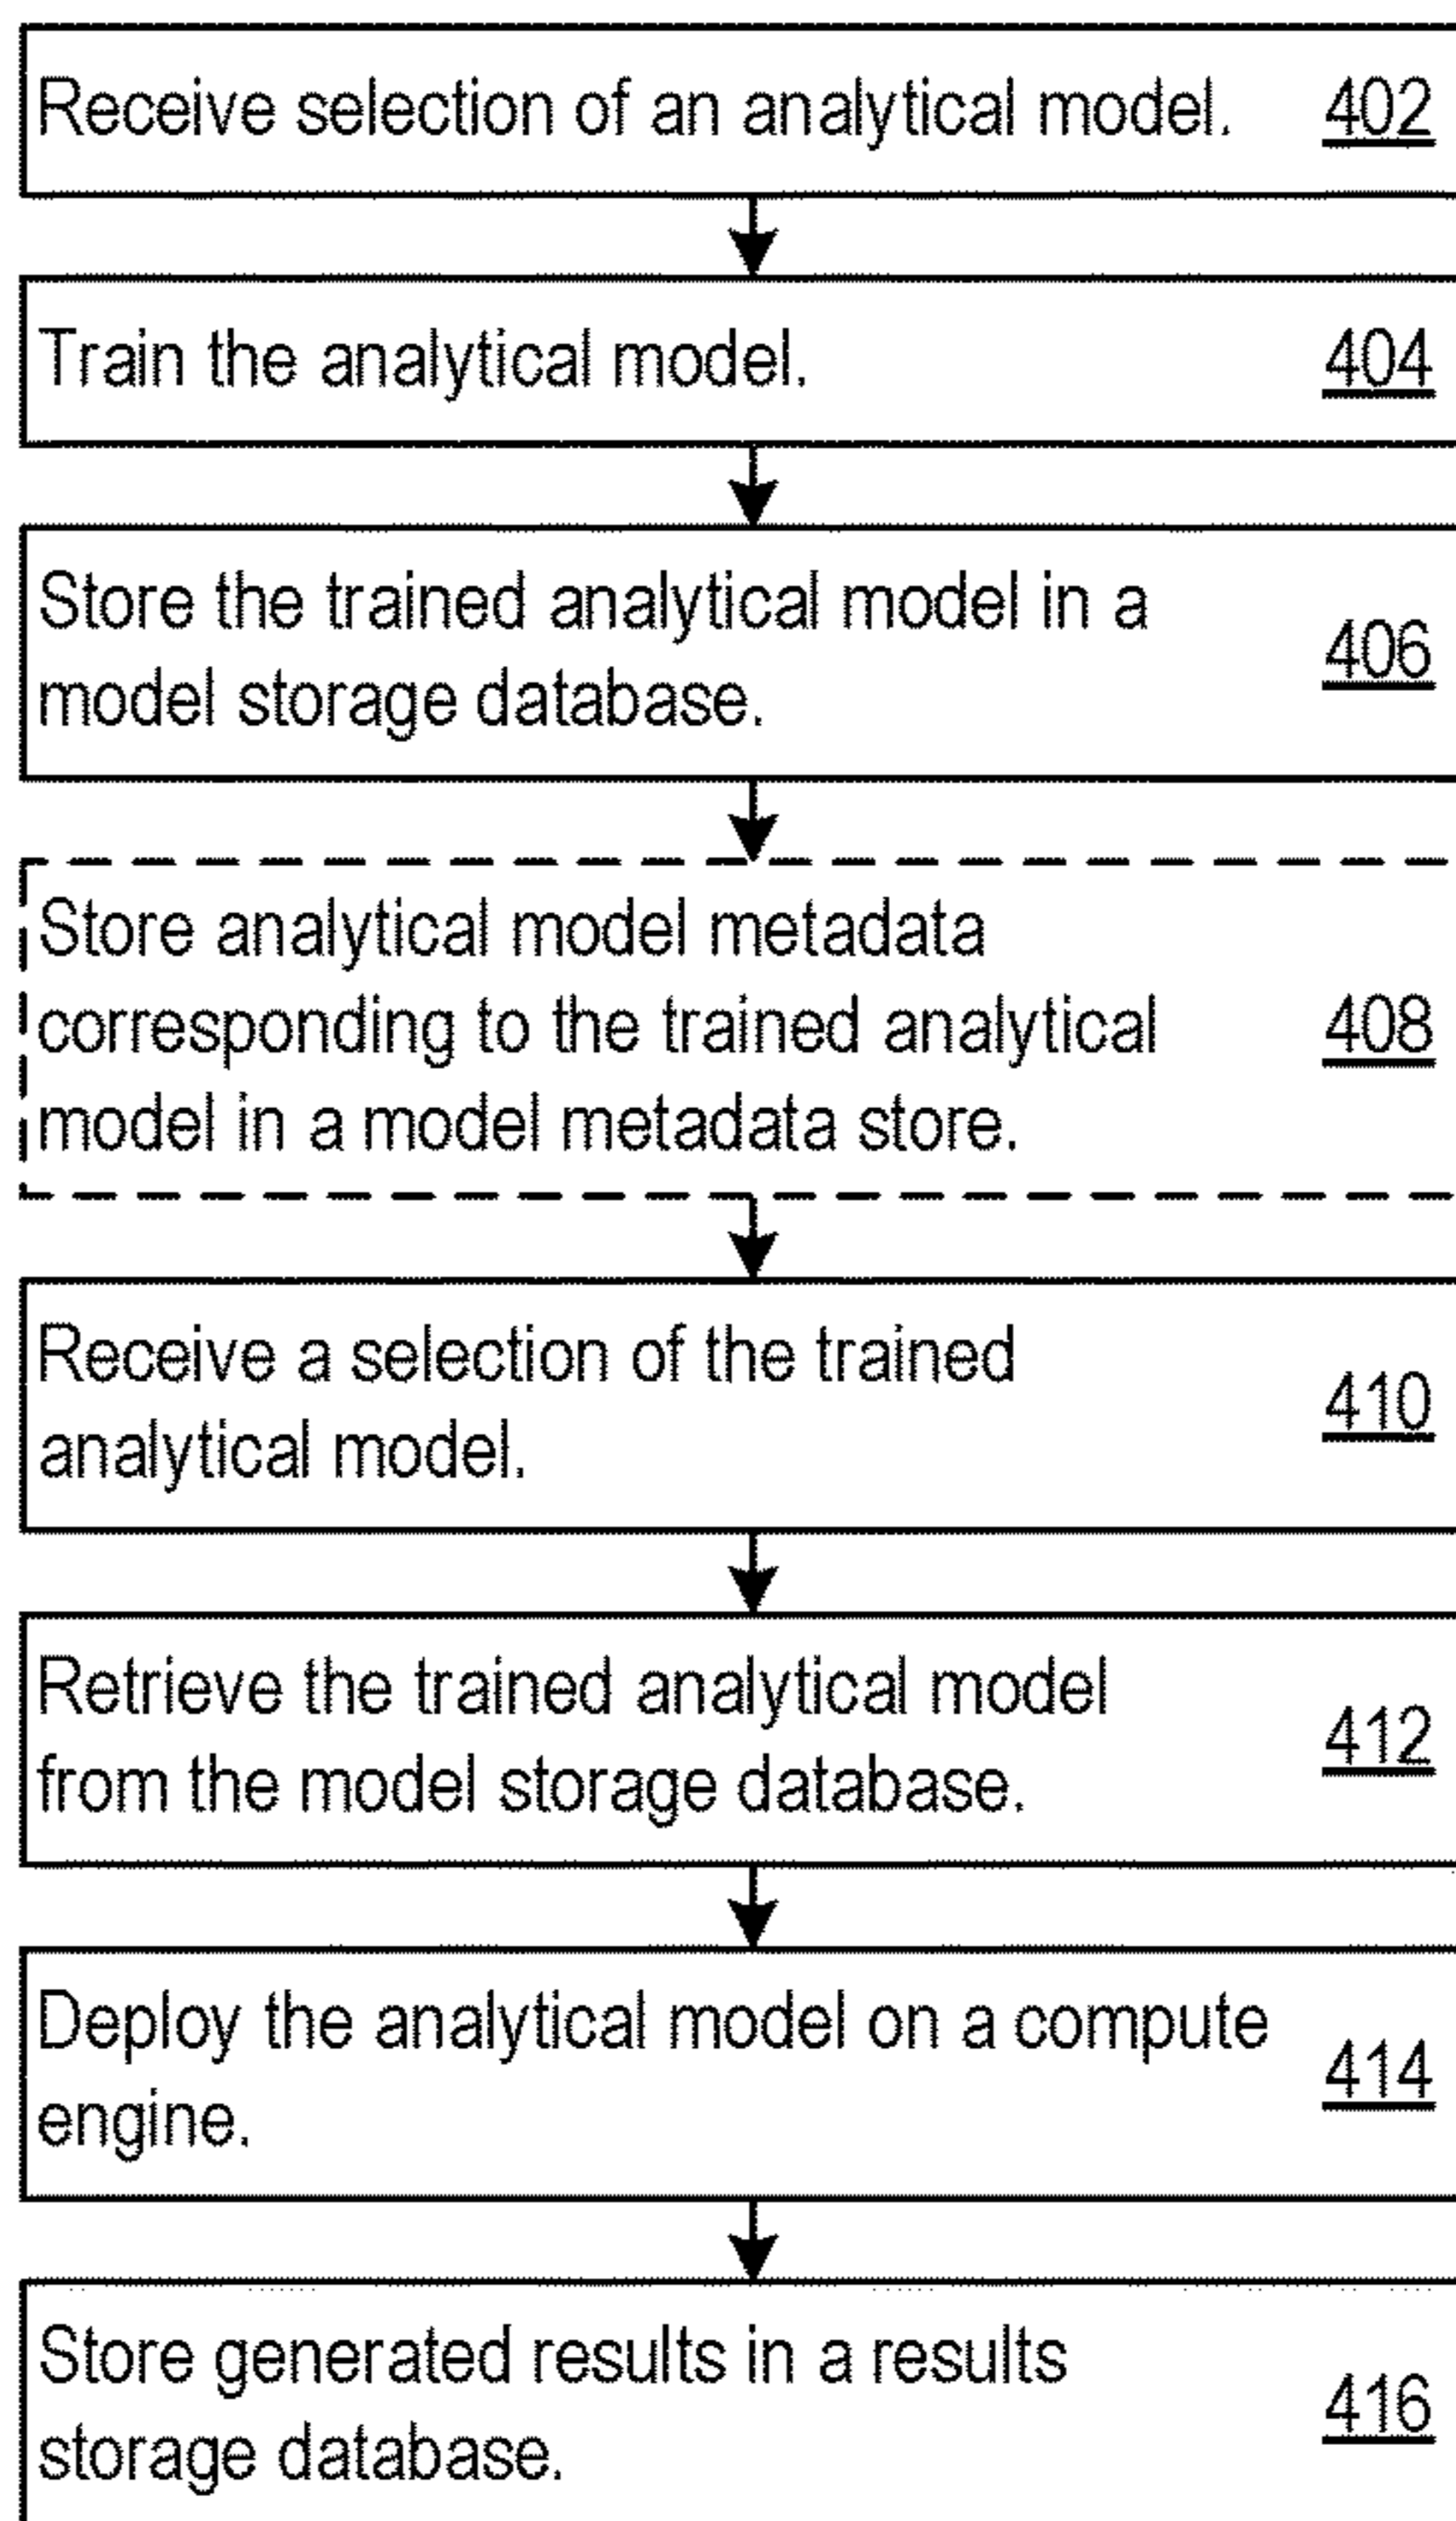 Receive selection of an analytical model. 402
Train the analytical model. 404
Store the trained analytical model in a
model storage database.
406
Store analytical model metadata
corresponding to the trained analytical
model in a model metadata store.
408
Receive a selection of the trained
analytical model.
410
Retrieve the trained analytical model
from the model storage database.
412
Deploy the analytical model on a compute
engine.
414
Store generated results in a results
storage database.
416